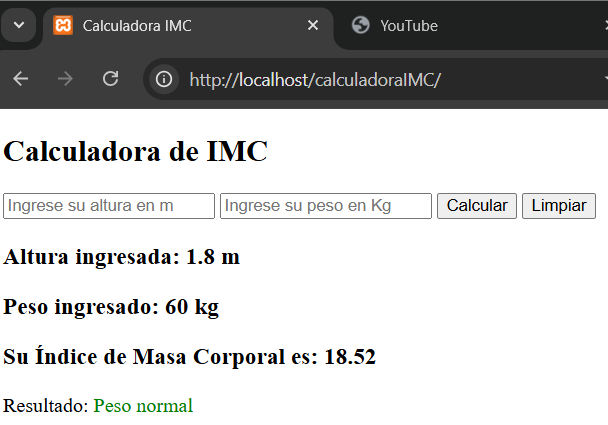 Calculadora IMC
YouTube
http://localhost/calculadoraIMC/
Calculadora de IMC
Ingrese su altura en m Ingrese su peso en Kg Calcular Limpiar
Altura ingresada: 1.8 m
Peso ingresado: 60 kg
Su Índice de Masa Corporal es: 18.52
Resultado: Peso normal